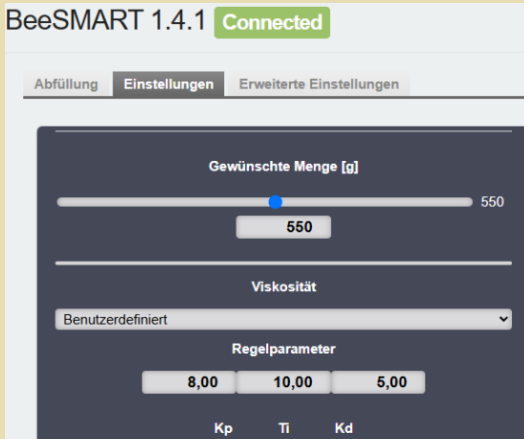 BeeSMART 1.4.1 Connected
Abfüllung Einstellungen Erweiterte Einstellungen
Gewünschte Menge [g]
550
550
Viskosität
Benutzerdefiniert
Regelparameter
8,00 10,00 5,00
Kp Ti Kd